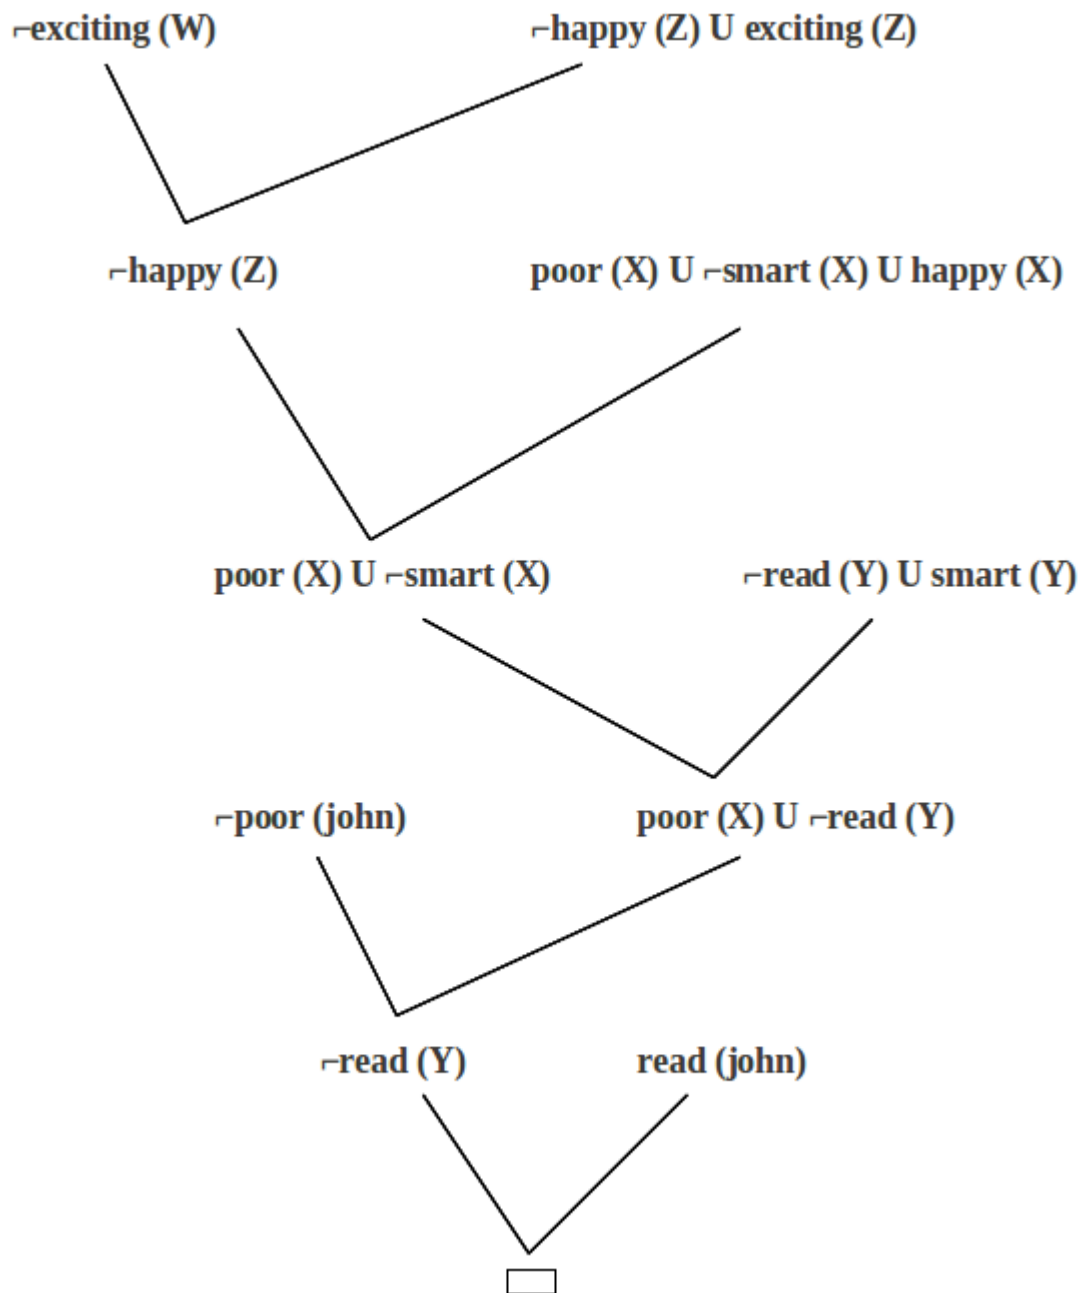 ⌐exciting (W) ⌐happy (Z) U exciting (Z)
⌐happy (Z) poor (X) U ⌐smart (X) U happy (X)
poor (X) U ⌐smart (X) ⌐read (Y) U smart (Y)
⌐poor (john) poor (X) U ⌐read (Y)
⌐read (Y) read (john)